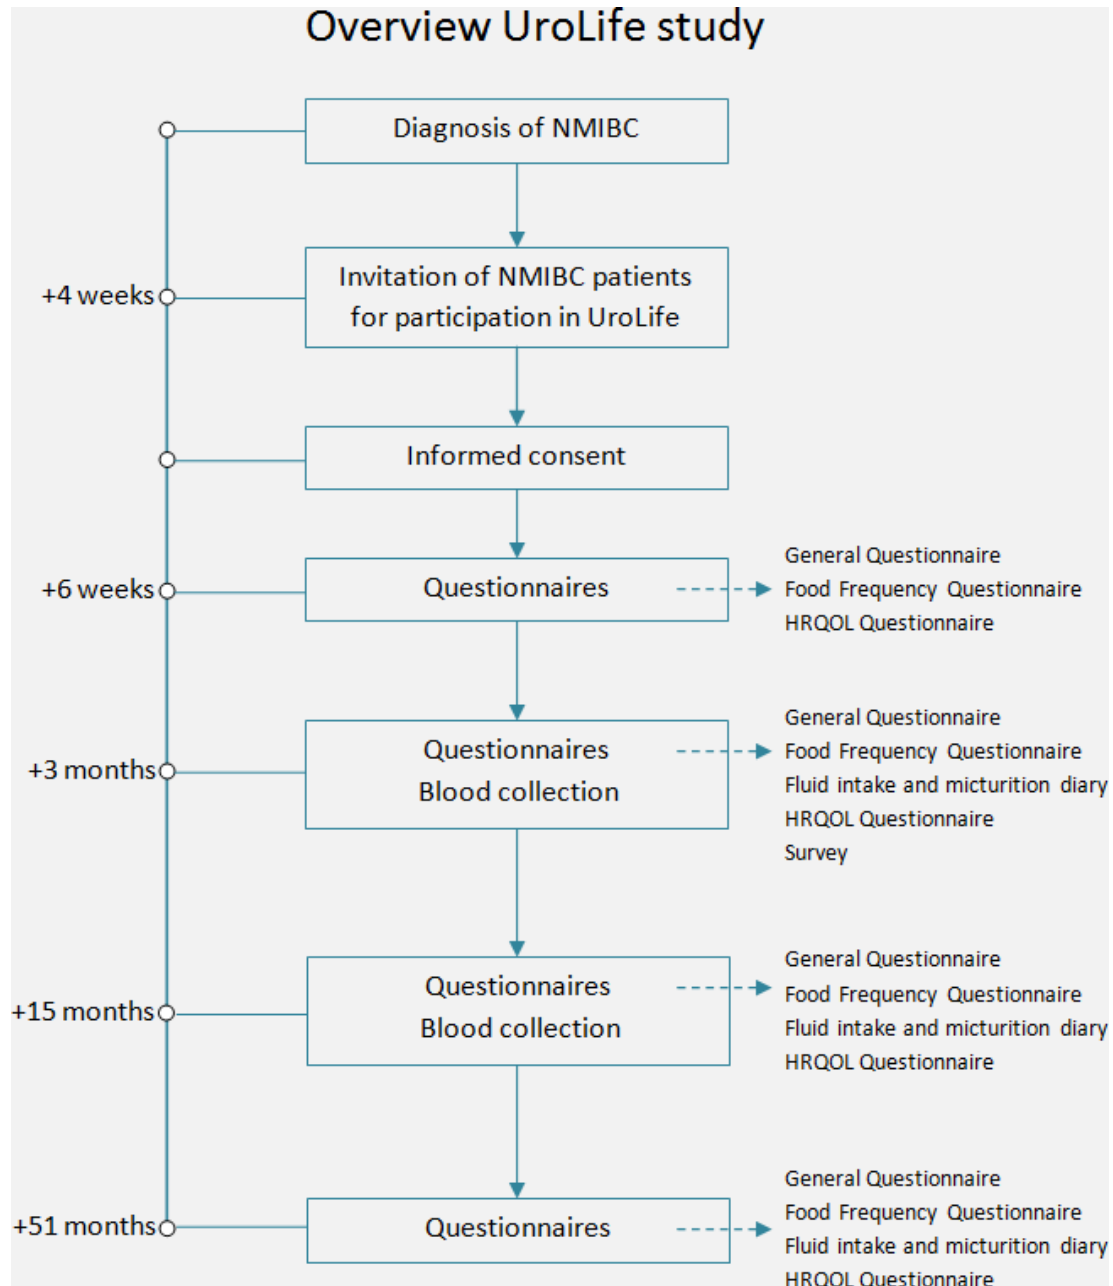 Overview UroLife study
Diagnosis of NMIBC
+4 weeks
Invitation of NMIBC patients
for participation in UroLife
Informed consent
+6 weeks
Questionnaires
General Questionnaire
Food Frequency Questionnaire
HRQOL Questionnaire
+3 months
Questionnaires
Blood collection
General Questionnaire
Food Frequency Questionnaire
Fluid intake and micturition diary
HRQOL Questionnaire
Survey
+15 months
Questionnaires
Blood collection
General Questionnaire
Food Frequency Questionnaire
Fluid intake and micturition diary
HRQOL Questionnaire
+51 months
Questionnaires
General Questionnaire
Food Frequency Questionnaire
Fluid intake and micturition diary
HRQOL Questionnaire